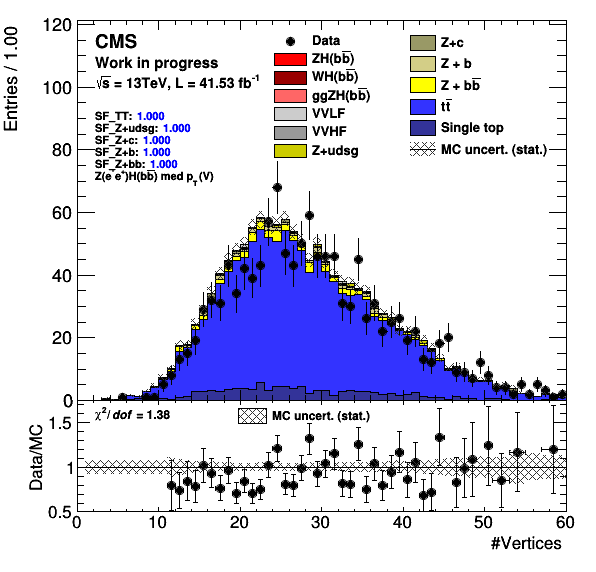 CMS
Work in progress
√s = 13TeV, L = 41.53 fb⁻¹
SF_TT: 1.000
SF_Z+udsg: 1.000
SF_Z+c: 1.000
SF_Z+b: 1.000
SF_Z+bb: 1.000
Z(e⁻e⁺)H(bb̅) med p_T(V)
Data
ZH(bb̅)
WH(bb̅)
ggZH(bb̅)
VVLF
VVHF
Z+udsg
Z+c
Z + b
Z + bb̅
tt̅
Single top
MC uncert. (stat.)
Entries / 1.00
120
100
80
60
40
20
0
χ²/dof = 1.38
MC uncert. (stat.)
Data/MC
1.5
1
0.5
0 10 20 30 40 50 60
#Vertices